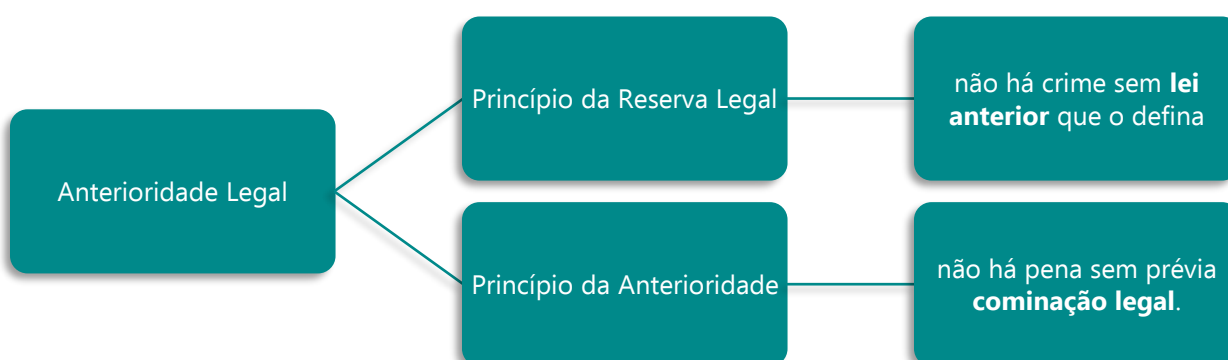 Anterioridade Legal
Princípio da Reserva Legal
não há crime sem lei
anterior que o defina
Princípio da Anterioridade
não há pena sem prévia
cominação legal.